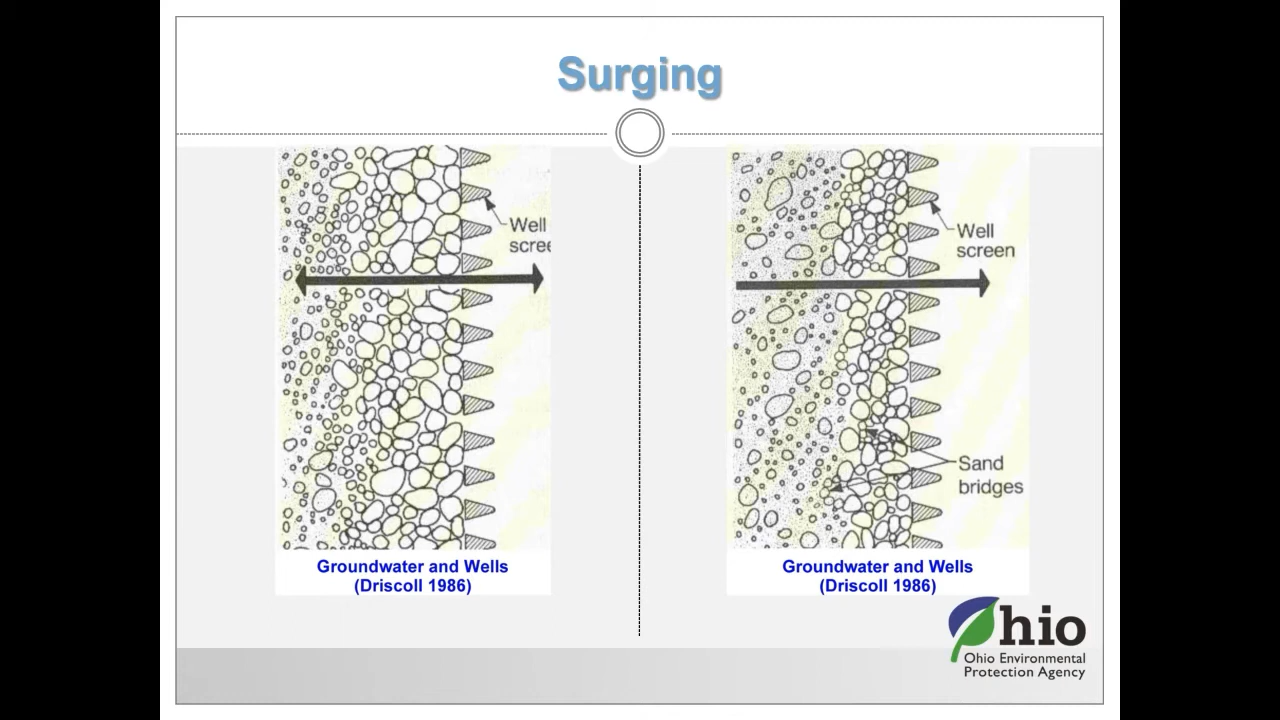 Surging
Well
scree
Groundwater and Wells
(Driscoll 1986)
Well
screen
Sand
bridges
Groundwater and Wells
(Driscoll 1986)
Ohio
Ohio Environmental
Protection Agency